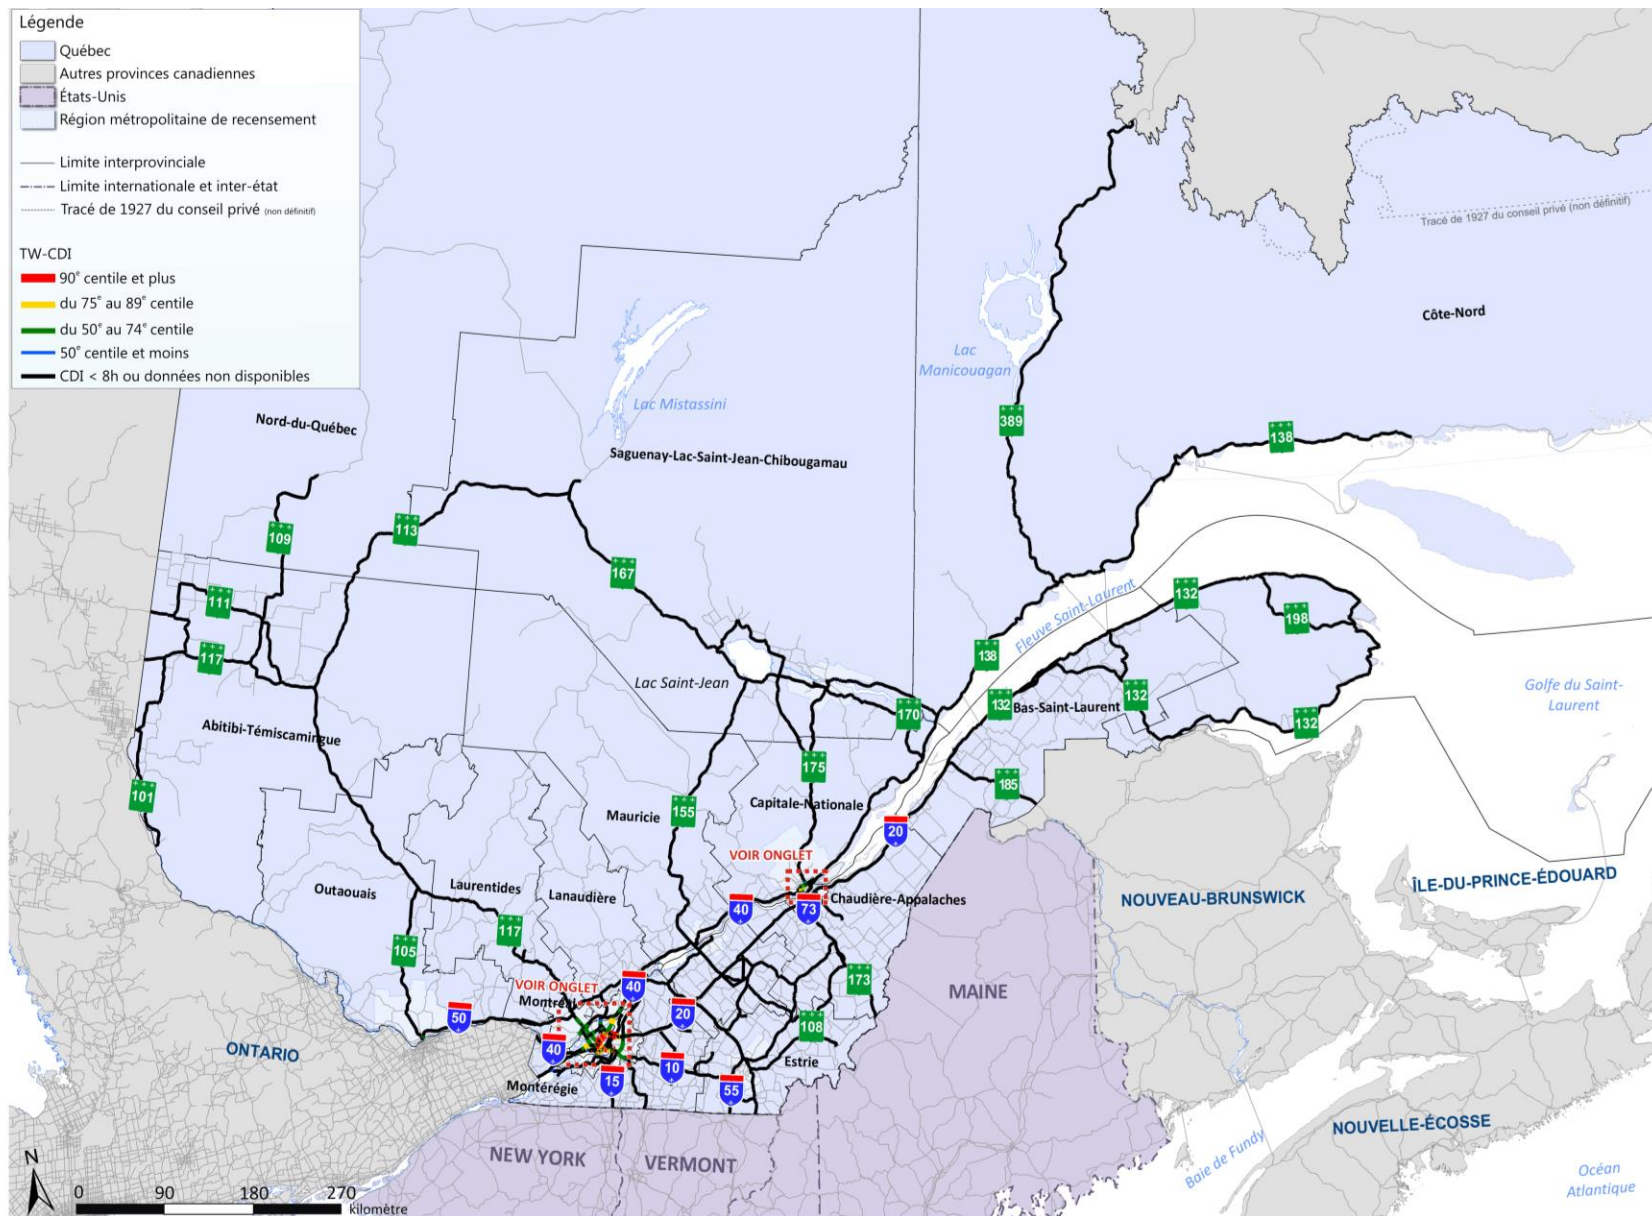 Légende
Québec
Autres provinces canadiennes
États-Unis
Région métropolitaine de recensement
Limite interprovinciale
Limite internationale et inter-état
Tracé de 1927 du conseil privé (non définitif)
TW-CDI
90e centile et plus
du 75e au 89e centile
du 50e au 74e centile
50e centile et moins
CDI < 8h ou données non disponibles
Tracé de 1927 du conseil privé (non définitif)
Côte-Nord
Lac
Manicouagan
Lac Mistassini
389
138
Nord-du-Québec
Saguenay-Lac-Saint-Jean-Chibougamau
109
113
167
111
117
Fleuve Saint-Laurent
132
198
138
Lac Saint-Jean
132
Bas-Saint-Laurent
132
132
Golfe du Saint-
Laurent
170
Abitibi-Témiscamingue
175
185
101
155
Mauricie
Capitale-Nationale
20
VOIR ONGLET
Outaouais
Laurentides
Lanaudière
40
73
Chaudière-Appalaches
NOUVEAU-BRUNSWICK
ÎLE-DU-PRINCE-ÉDOUARD
105
117
173
VOIR ONGLET
Montréal
40
MAINE
50
20
108
ONTARIO
40
10
Estrie
Montérégie
15
55
NEW YORK
VERMONT
NOUVELLE-ÉCOSSE
Baie de Fundy
Océan
Atlantique
N
0 90 180 270
kilomètre